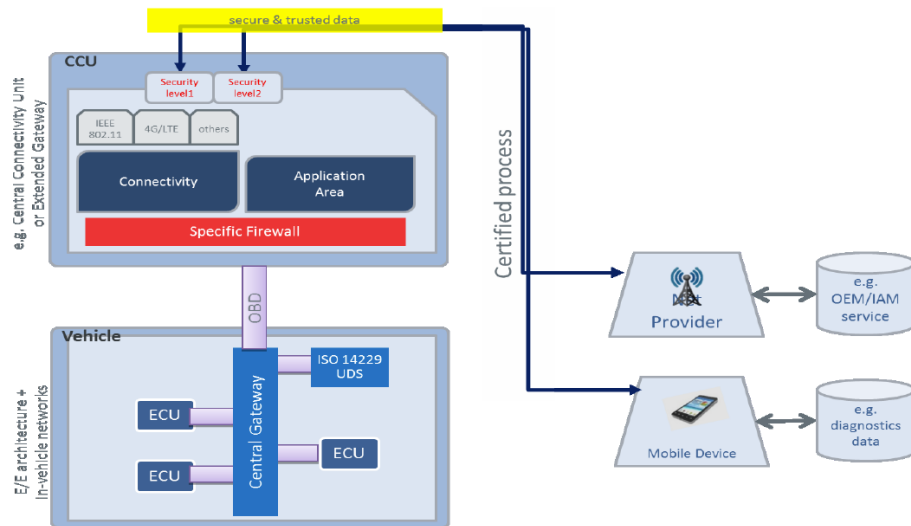 secure & trusted data
CCU
Security
level1
Security
level2
IEEE
802.11
4G/LTE
others
Connectivity
Application
Area
Specific Firewall
e.g. Central Connectivity Unit
or Extended Gateway
OBD
Vehicle
ISO 14229
UDS
Central Gateway
ECU
ECU
ECU
E/E architecture +
In-vehicle networks
Certified process
Provider
e.g.
OEM/IAM
service
Mobile Device
e.g.
diagnostics
data